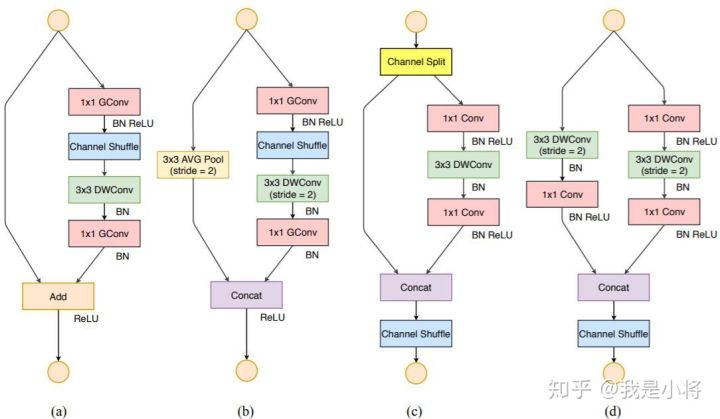 1x1 GConv
BN ReLU
Channel Shuffle
3x3 DWConv
BN
1x1 GConv
BN
Add
ReLU
(a)
1x1 GConv
BN ReLU
3x3 AVG Pool
(stride = 2)
Channel Shuffle
3x3 DWConv
(stride = 2)
BN
1x1 GConv
BN
Concat
ReLU
(b)
Channel Split
1x1 Conv
BN ReLU
3x3 DWConv
BN
1x1 Conv
BN ReLU
Concat
Channel Shuffle
(c)
3x3 DWConv
(stride = 2)
BN
1x1 Conv
BN ReLU
1x1 Conv
BN ReLU
3x3 DWConv
(stride = 2)
BN
1x1 Conv
BN ReLU
Concat
Channel Shuffle
(d)
知乎 @我是小将